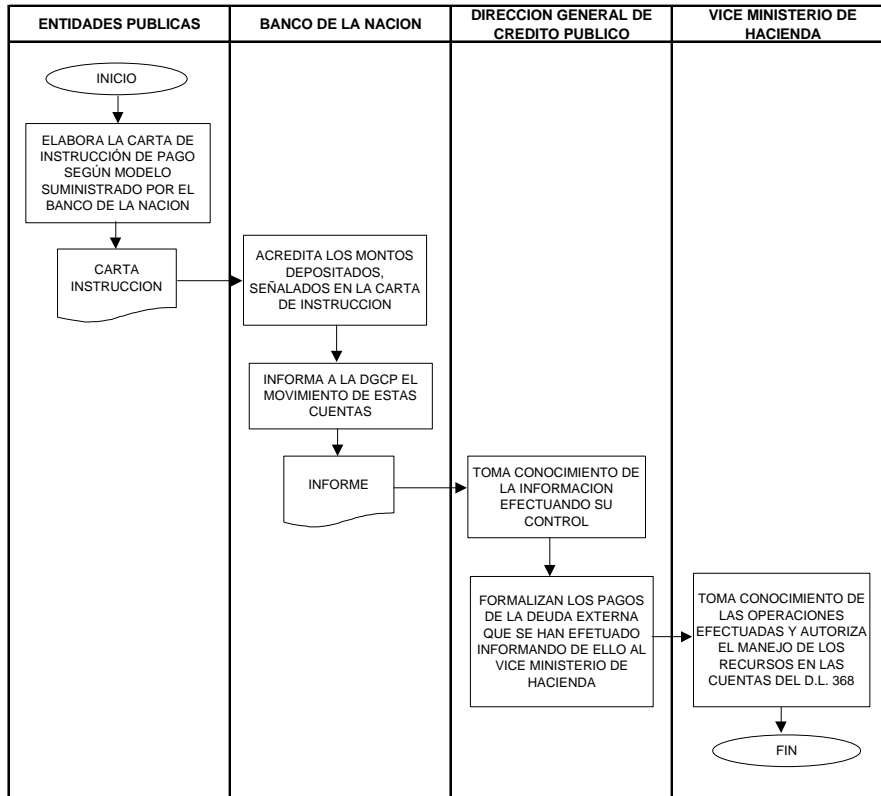 ENTIDADES PUBLICAS
BANCO DE LA NACION
DIRECCION GENERAL DE
CREDITO PUBLICO
VICE MINISTERIO DE
HACIENDA
INICIO
ELABORA LA CARTA DE
INSTRUCCIÓN DE PAGO
SEGÚN MODELO
SUMINISTRADO POR EL
BANCO DE LA NACION
CARTA
INSTRUCCION
ACREDITA LOS MONTOS
DEPOSITADOS,
SEÑALADOS EN LA CARTA
DE INSTRUCCION
INFORMA A LA DGCP EL
MOVIMIENTO DE ESTAS
CUENTAS
INFORME
TOMA CONOCIMIENTO DE
LA INFORMACION
EFECTUANDO SU
CONTROL
FORMALIZAN LOS PAGOS
DE LA DEUDA EXTERNA
QUE SE HAN EFETUADO
INFORMANDO DE ELLO AL
VICE MINISTERIO DE
HACIENDA
TOMA CONOCIMIENTO DE
LAS OPERACIONES
EFECTUADAS Y AUTORIZA
EL MANEJO DE LOS
RECURSOS EN LAS
CUENTAS DEL D.L. 368
FIN